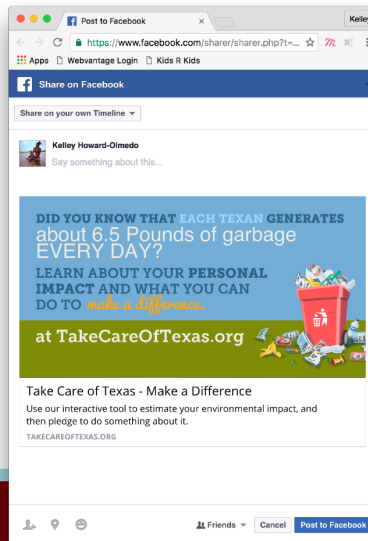 Post to Facebook
Kelley
https://www.facebook.com/sharer/sharer.php?t=...
Apps Webvantage Login Kids R Kids
Share on Facebook
Share on your own Timeline
Kelley Howard-Olmedo
Say something about this...
DID YOU KNOW THAT EACH TEXAN GENERATES
about 6.5 Pounds of garbage
EVERY DAY?
LEARN ABOUT YOUR PERSONAL
IMPACT AND WHAT YOU CAN
DO TO make a difference.
at TakeCareOfTexas.org
Take Care of Texas - Make a Difference
Use our interactive tool to estimate your environmental impact, and
then pledge to do something about it.
TAKECAREOFTEXAS.ORG
Friends Cancel Post to Facebook